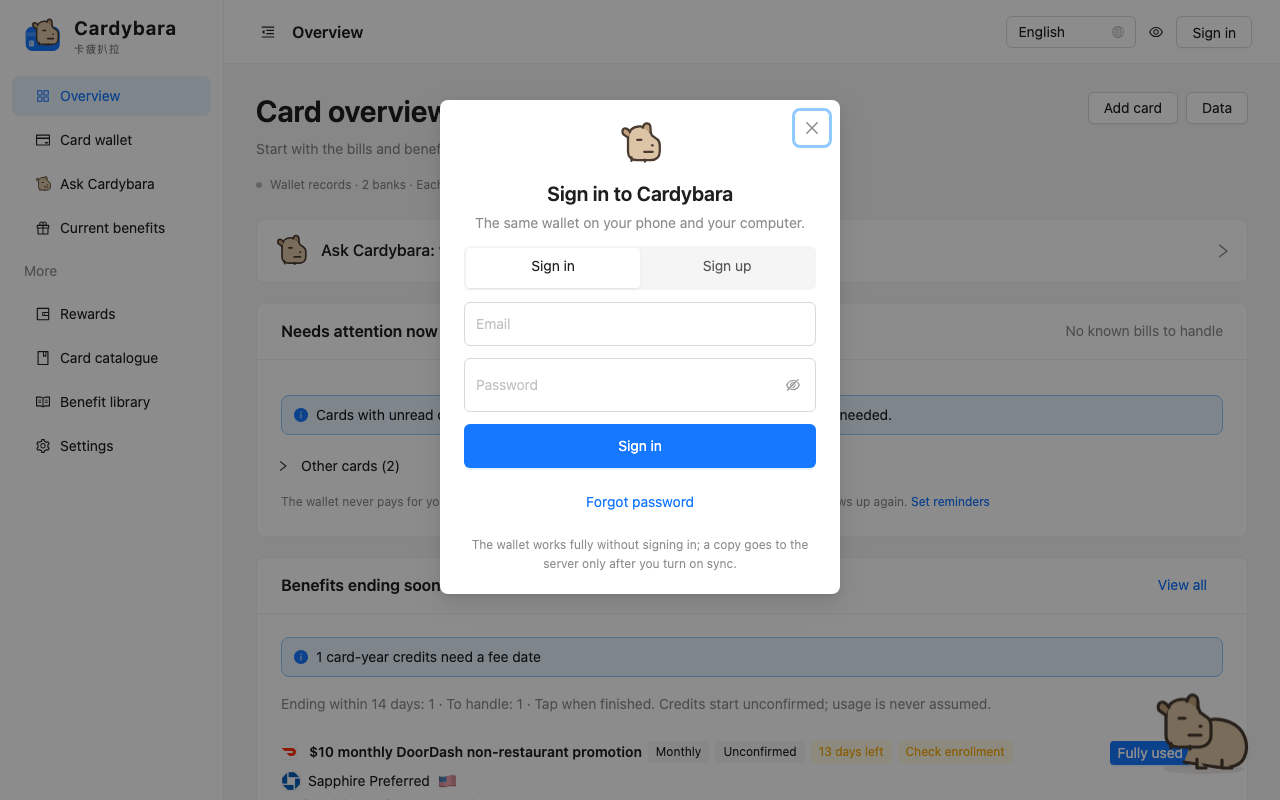 Cardybara
卡疲扒拉
Overview
Card wallet
Ask Cardybara
Current benefits
More
Rewards
Card catalogue
Benefit library
Settings
Overview
English
Sign in
Card overview
Add card
Data
Start with the bills and
Wallet records · 2 banks · Each
Ask Cardybara:
Needs attention now
No known bills to handle
Cards with unread
needed.
Other cards (2)
The wallet never pays for
up again. Set reminders
Benefits ending soon
View all
1 card-year credits need a fee date
Ending within 14 days: 1 · To handle: 1 · Tap when finished. Credits start unconfirmed; usage is never assumed.
$10 monthly DoorDash non-restaurant promotion
Monthly
Unconfirmed
13 days left
Check enrollment
Fully used
Sapphire Preferred
Sign in to Cardybara
The same wallet on your phone and your computer.
Sign in
Sign up
Email
Password
Sign in
Forgot password
The wallet works fully without signing in; a copy goes to the
server only after you turn on sync.